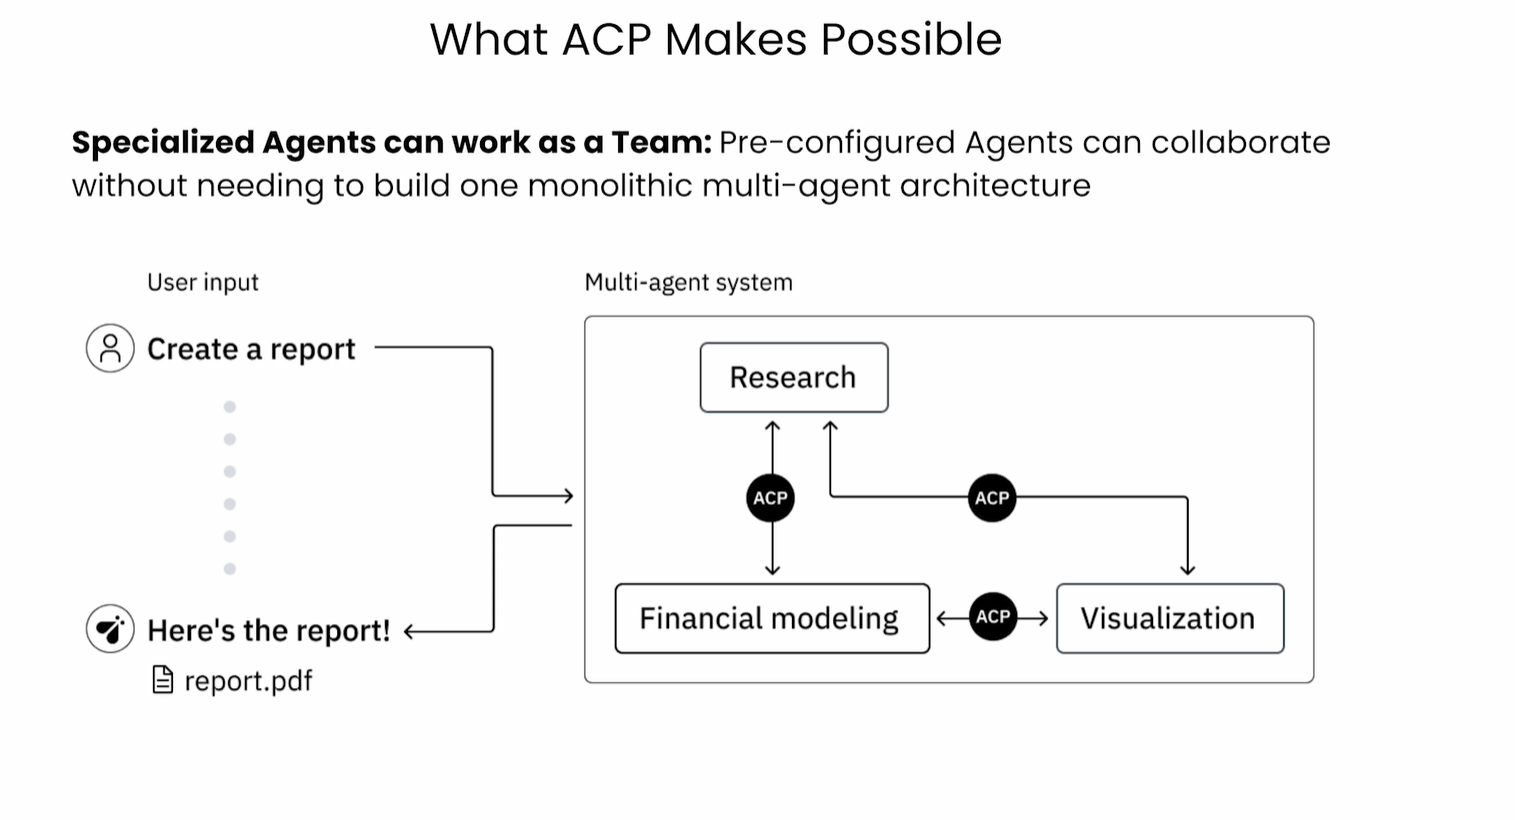 What ACP Makes Possible
Specialized Agents can work as a Team: Pre-configured Agents can collaborate
without needing to build one monolithic multi-agent architecture
User input
Multi-agent system
Create a report
Research
ACP
ACP
Financial modeling
ACP
Visualization
Here's the report!
report.pdf